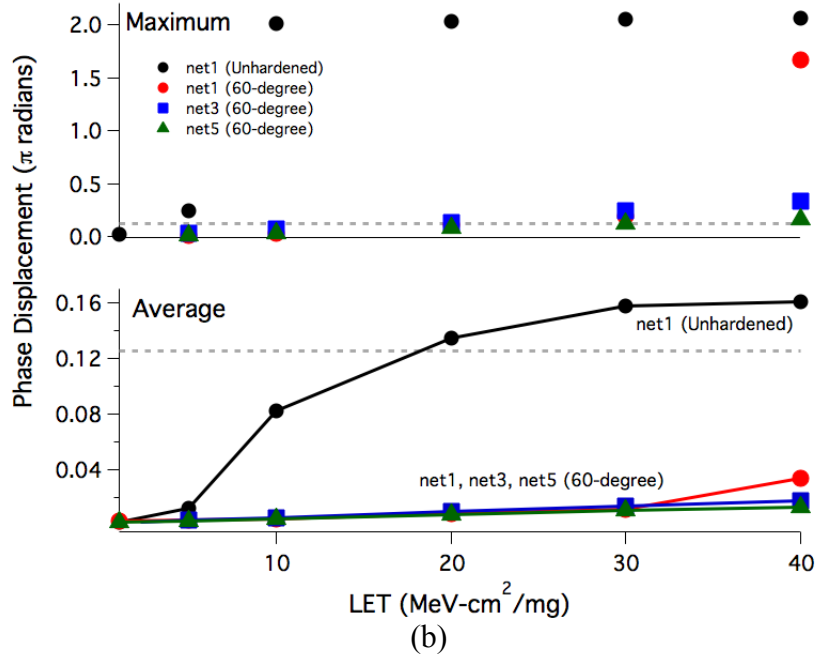 Maximum
2.0
1.5
1.0
0.5
0.0
net1 (Unhardened)
net1 (60-degree)
net3 (60-degree)
net5 (60-degree)
Phase Displacement (π radians)
Average
0.16
0.12
0.08
0.04
net1 (Unhardened)
net1, net3, net5 (60-degree)
10 20 30 40
LET (MeV-cm²/mg)
(b)